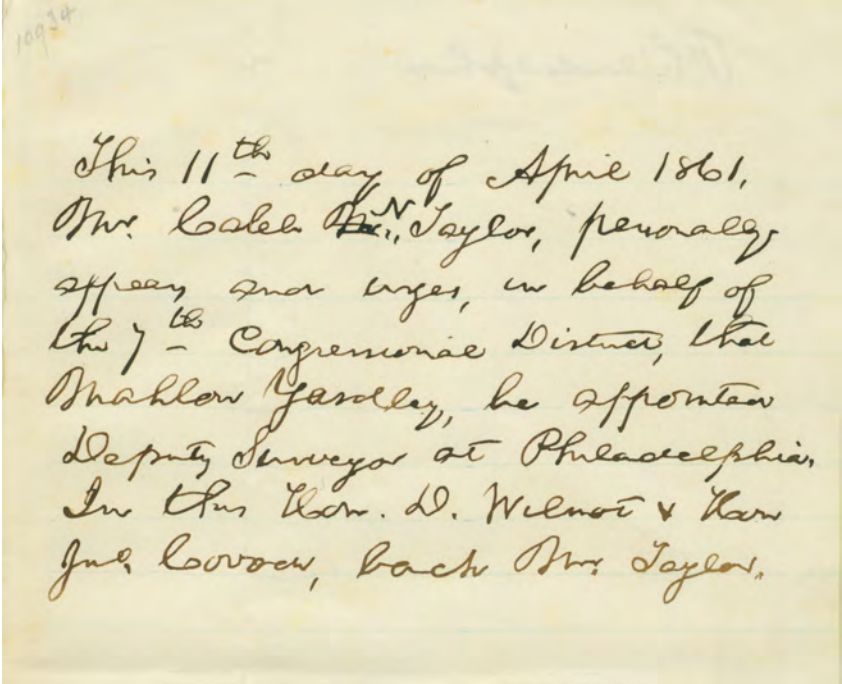 10934
This 11th day of April 1861,
Mr. Caleb N. Taylor, personally
appears and urges, in behalf of
the 7th Congressional District, that
Mahlon Yardley, be appointed
Deputy Surveyor at Philadelphia.
In this Hon. D. Wilmot & Hon
Jno. Covode, back Mr. Taylor.